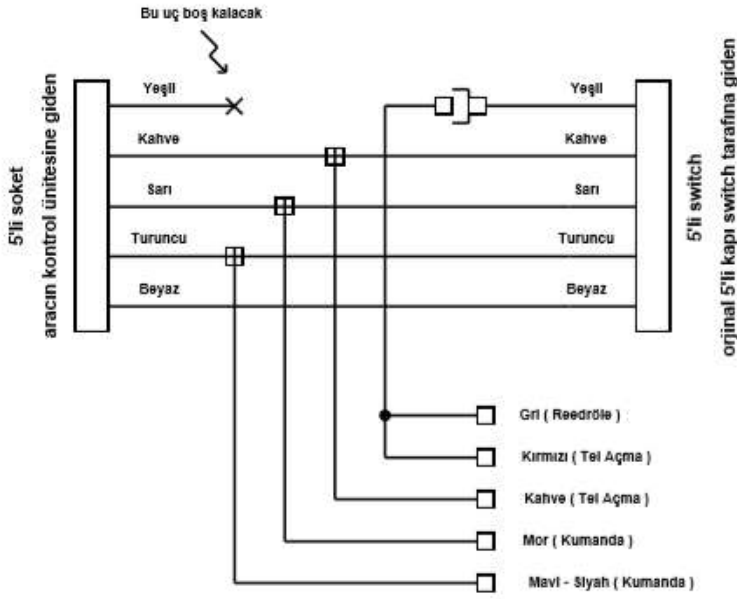 Bu uç boş kalacak
Yeşil
Yeşil
Kahve
Kahve
Sarı
Sarı
Turuncu
Turuncu
Beyaz
Beyaz
5'li soket
aracın kontrol ünitesine giden
5'li switch
orjinal 5'li kapı switch tarafına giden
Gri ( Reedröle )
Kırmızı ( Tel Açma )
Kahve ( Tel Açma )
Mor ( Kumanda )
Mavi - Siyah ( Kumanda )